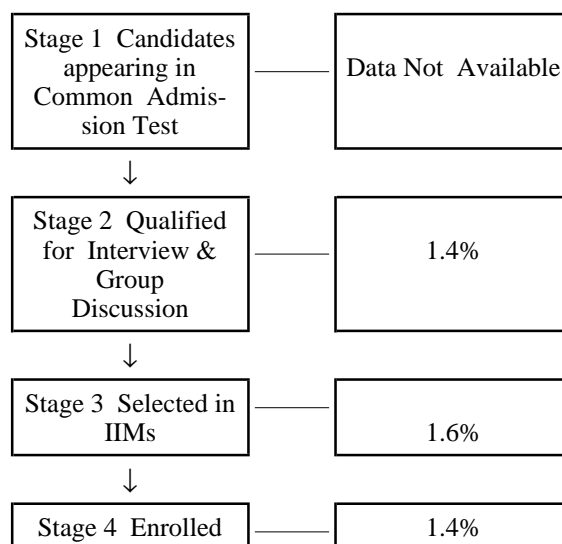 Stage 1 Candidates
appearing in
Common Admis-
sion Test
Data Not Available
↓
Stage 2 Qualified
for Interview &
Group
Discussion
1.4%
↓
Stage 3 Selected in
IIMs
1.6%
↓
Stage 4 Enrolled
1.4%